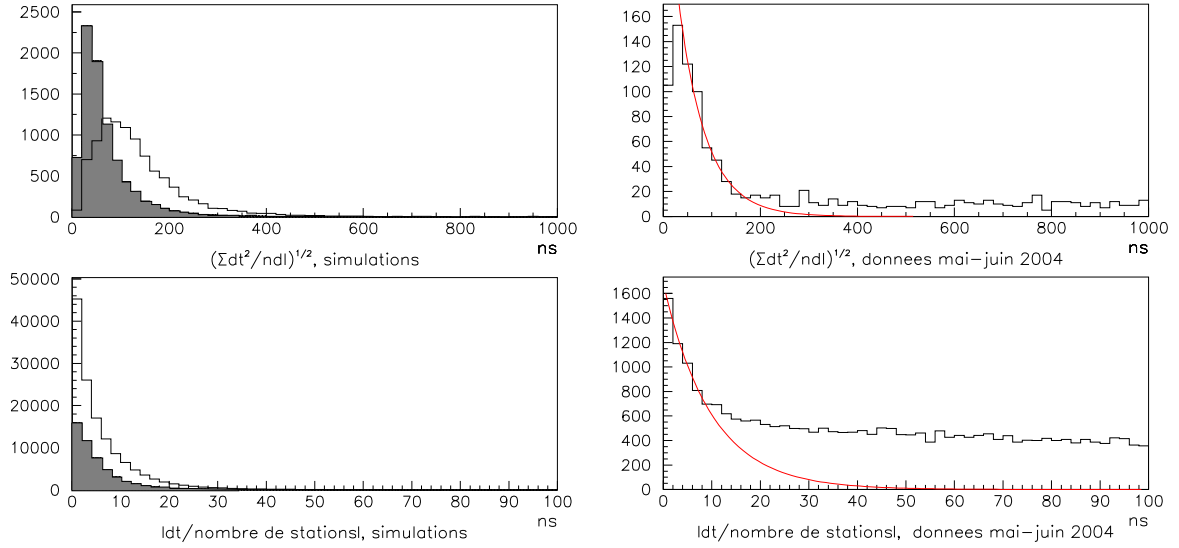 2500
2000
1500
1000
500
0
0 200 400 600 800 1000
ns
(Σdt²/ndl)¹/², simulations
160
140
120
100
80
60
40
20
0
0 200 400 600 800 1000
ns
(Σdt²/ndl)¹/², donnees mai-juin 2004
50000
40000
30000
20000
10000
0
0 10 20 30 40 50 60 70 80 90 100
ns
|dt/nombre de stations|, simulations
1600
1400
1200
1000
800
600
400
200
0
0 10 20 30 40 50 60 70 80 90 100
ns
|dt/nombre de stations|, donnees mai-juin 2004